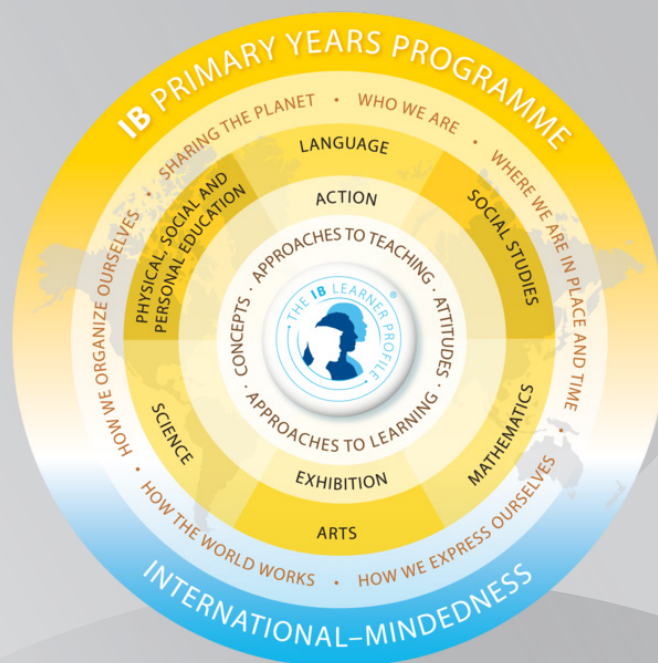 IB PRIMARY YEARS PROGRAMME
SHARING THE PLANET • WHO WE ARE • WHERE WE ARE IN PLACE AND TIME • HOW WE EXPRESS OURSELVES • HOW THE WORLD WORKS • HOW WE ORGANIZE OURSELVES •
LANGUAGE
SOCIAL STUDIES
MATHEMATICS
ARTS
SCIENCE
PHYSICAL, SOCIAL AND
PERSONAL EDUCATION
ACTION
EXHIBITION
APPROACHES TO TEACHING · ATTITUDES · APPROACHES TO LEARNING · CONCEPTS ·
THE IB LEARNER PROFILE ®
INTERNATIONAL–MINDEDNESS